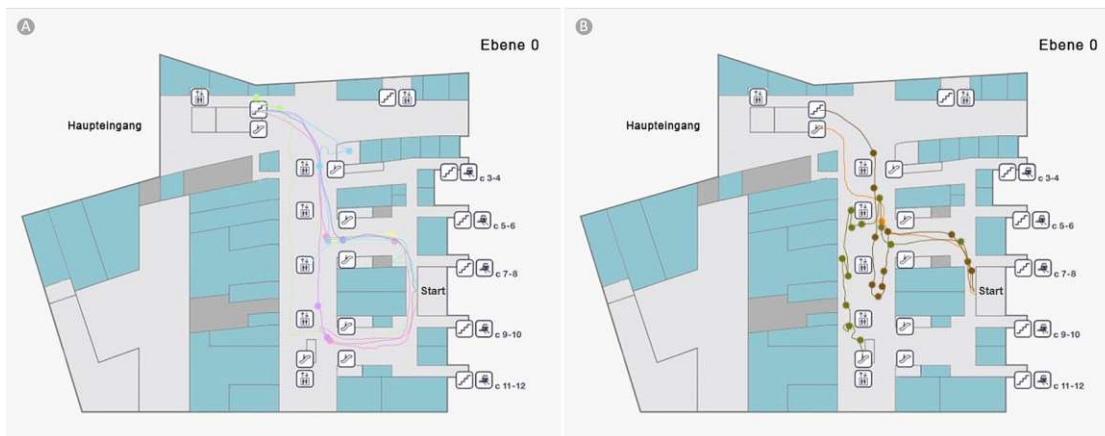 A
Ebene 0
Haupteingang
c 3-4
c 5-6
c 7-8
Start
c 9-10
c 11-12
B
Ebene 0
Haupteingang
c 3-4
c 5-6
c 7-8
Start
c 9-10
c 11-12